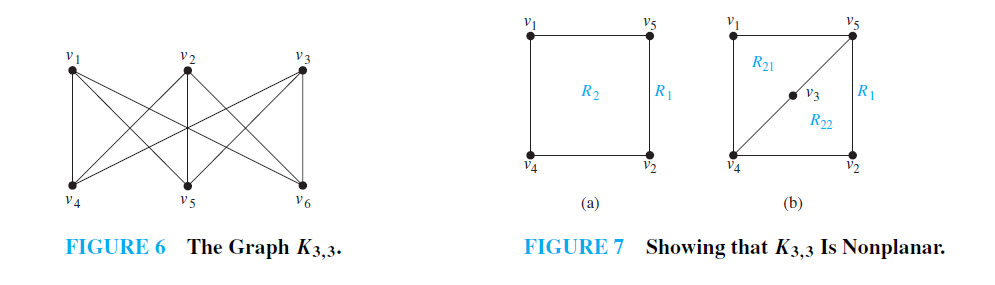 v1 v2 v3
v4 v5 v6
FIGURE 6 The Graph K3,3.
v1 v5
R2 R1
v4 v2
(a)
v1 v5
R21
v3 R1
R22
v4 v2
(b)
FIGURE 7 Showing that K3,3 Is Nonplanar.